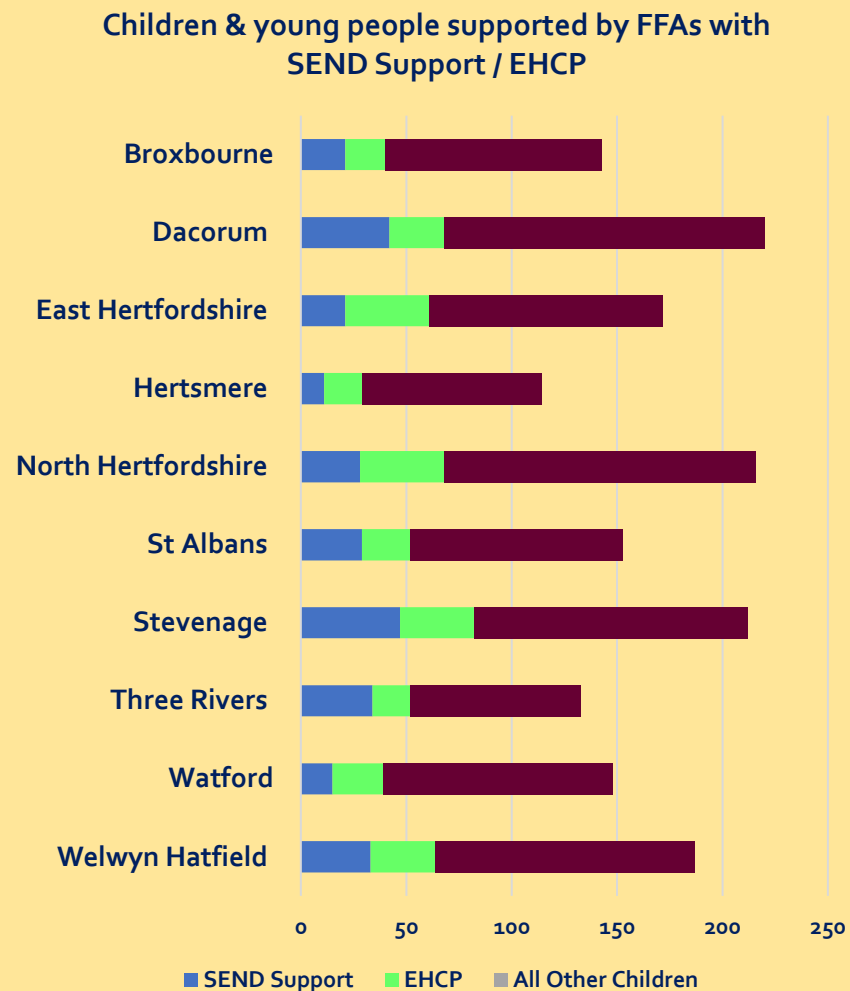 Children & young people supported by FFAs with
SEND Support / EHCP
Broxbourne
Dacorum
East Hertfordshire
Hertsmere
North Hertfordshire
St Albans
Stevenage
Three Rivers
Watford
Welwyn Hatfield
0 50 100 150 200 250
SEND Support EHCP All Other Children